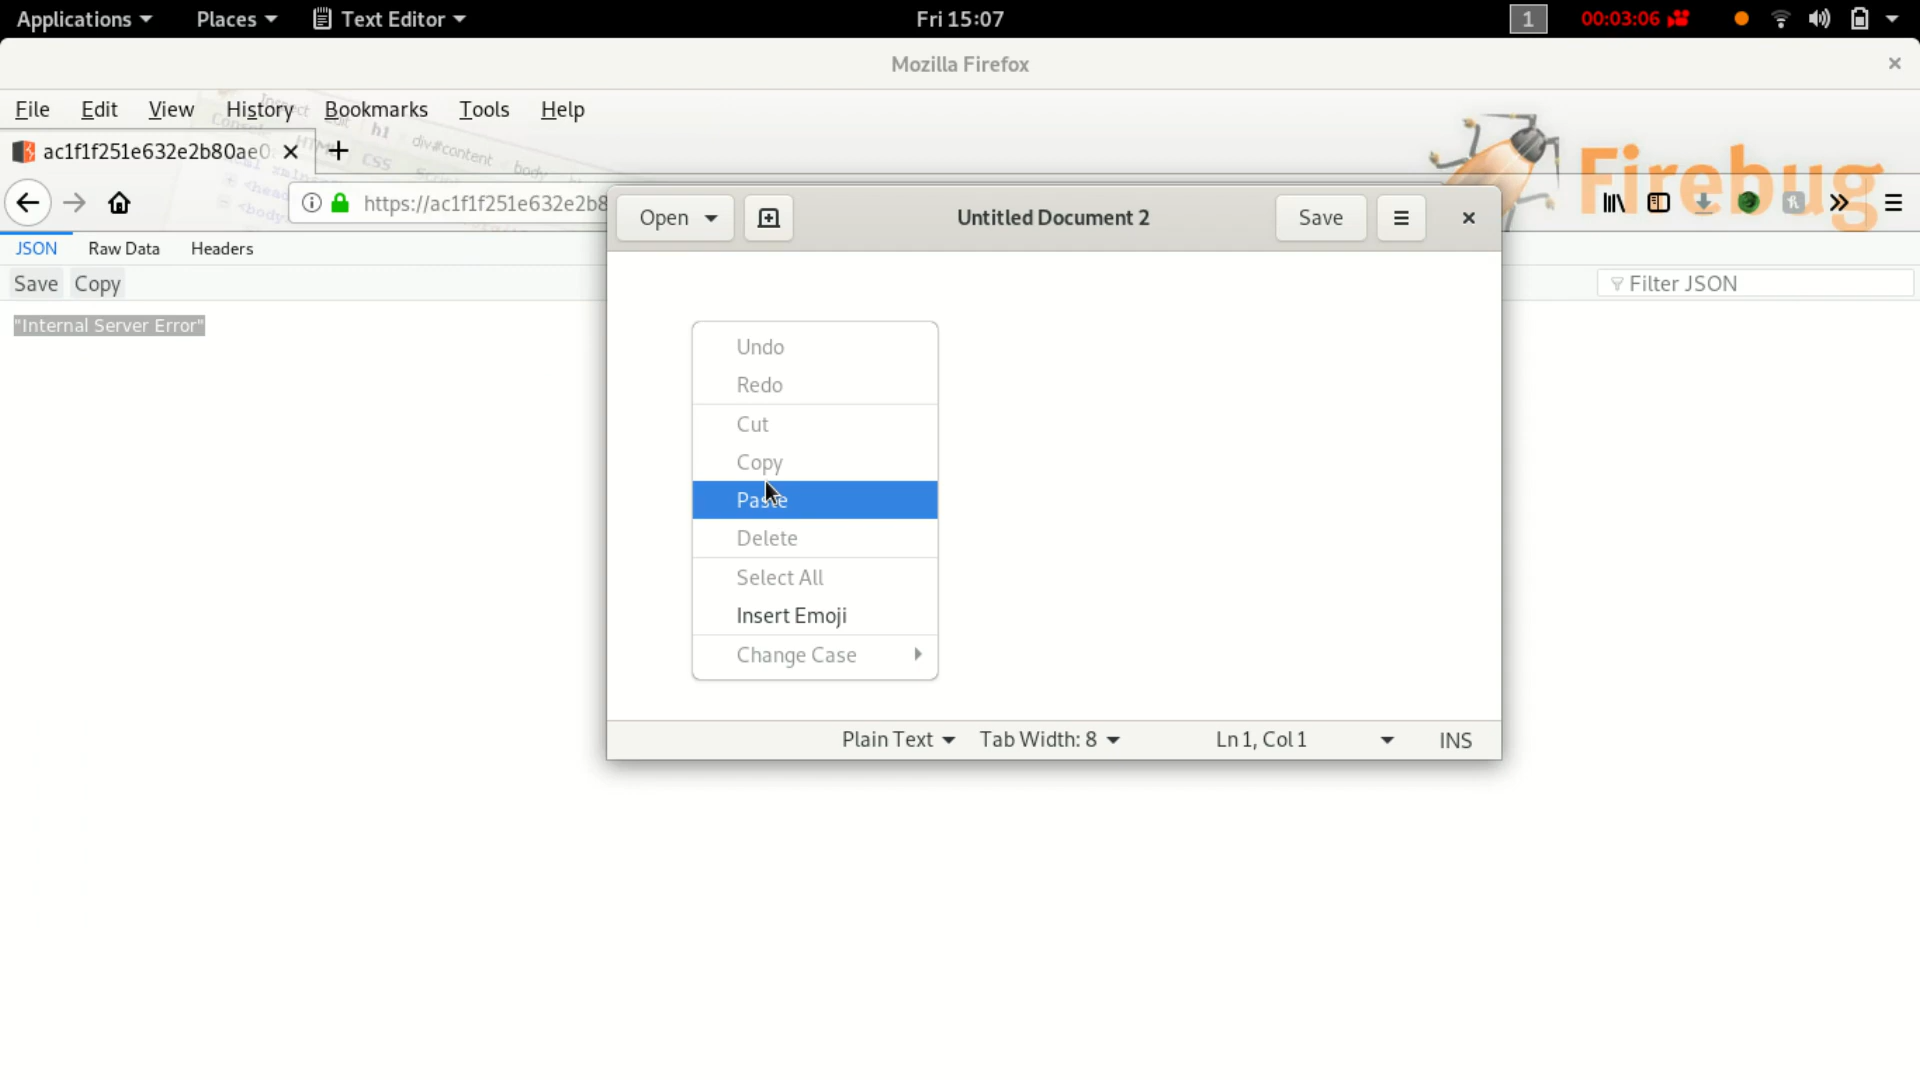 Applications Places Text Editor Fri 15:07 1 00:03:06
Mozilla Firefox
File Edit View History Bookmarks Tools Help
ac1f1f251e632e2b80ae0
https://ac1f1f251e632e2b8
Firebug
JSON Raw Data Headers
Save Copy
Filter JSON
"Internal Server Error"
Open Untitled Document 2 Save
Undo
Redo
Cut
Copy
Paste
Delete
Select All
Insert Emoji
Change Case
Plain Text Tab Width: 8 Ln 1, Col 1 INS